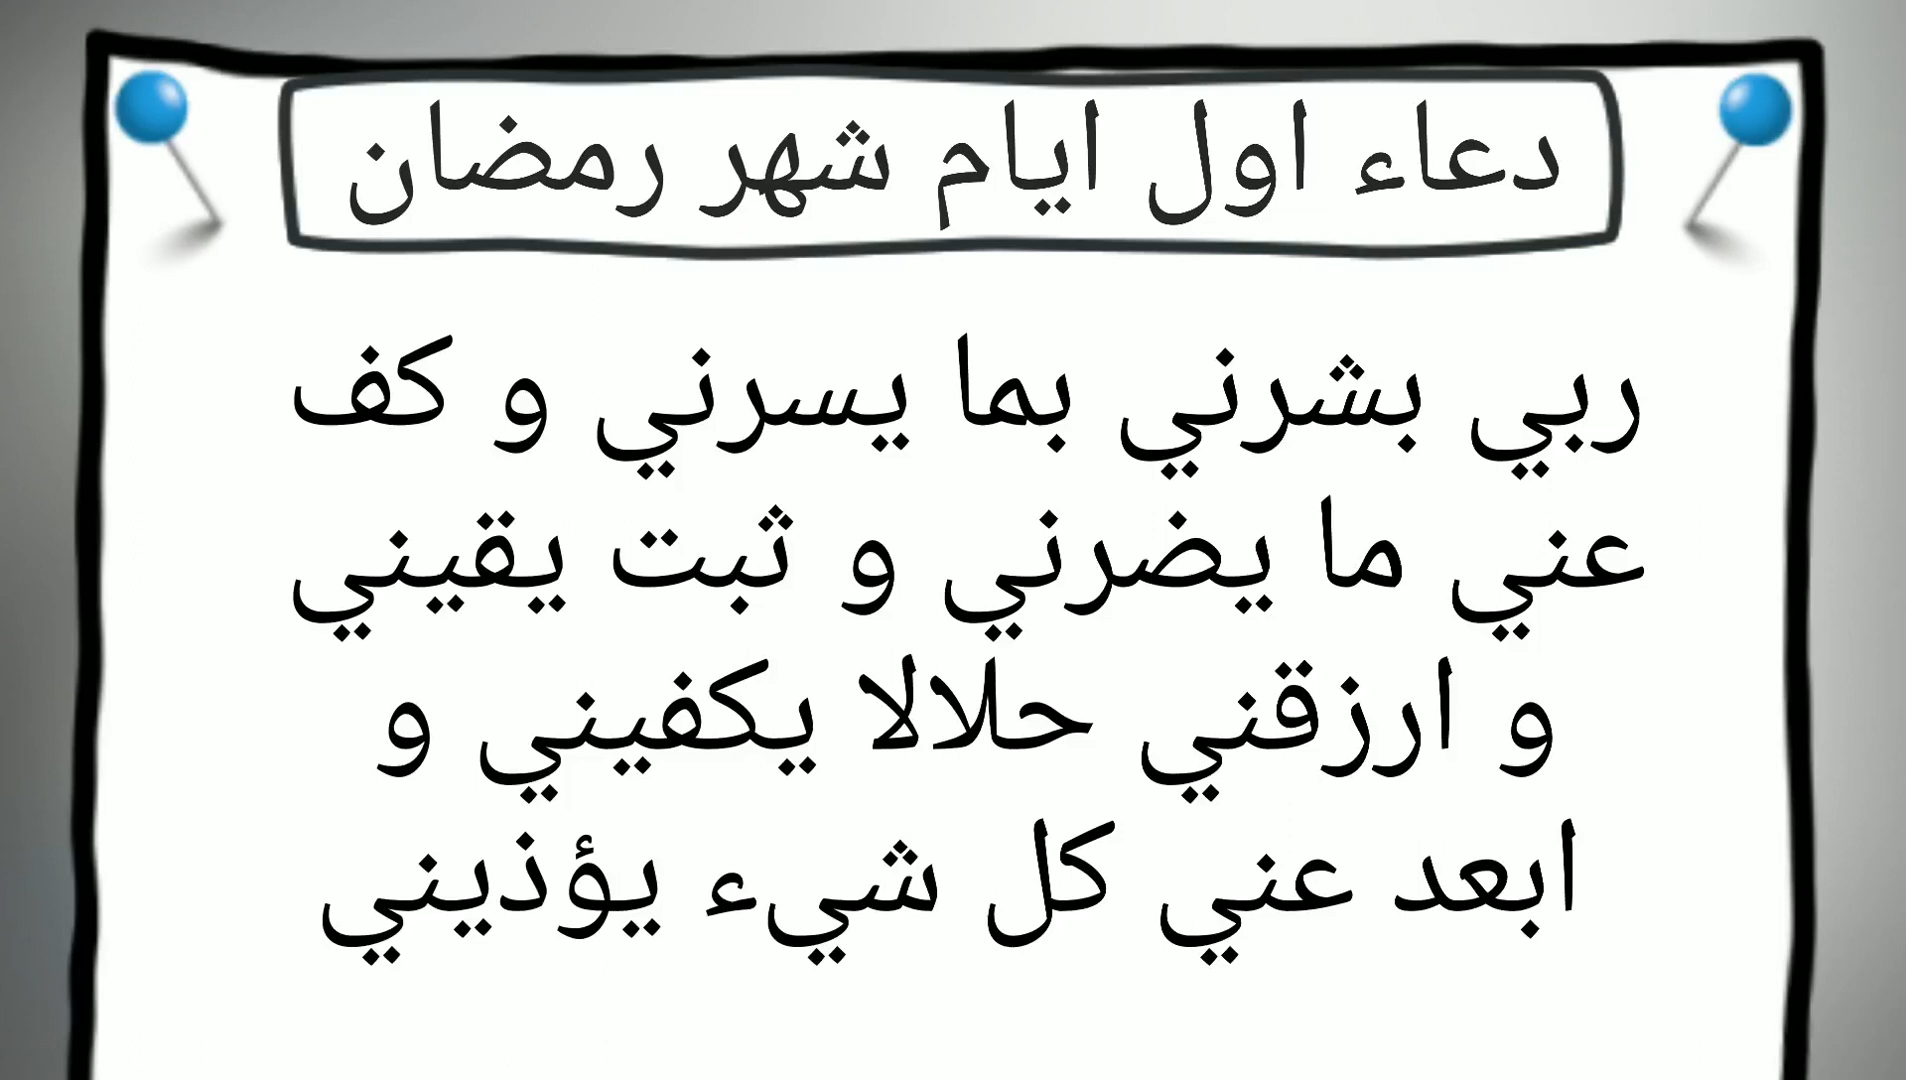 دعاء اول ايام شهر رمضان
ربي بشرني بما يسرني و كف
عني ما يضرني و ثبت يقيني
و ارزقني حلالا يكفيني و
ابعد عني كل شيء يؤذيني